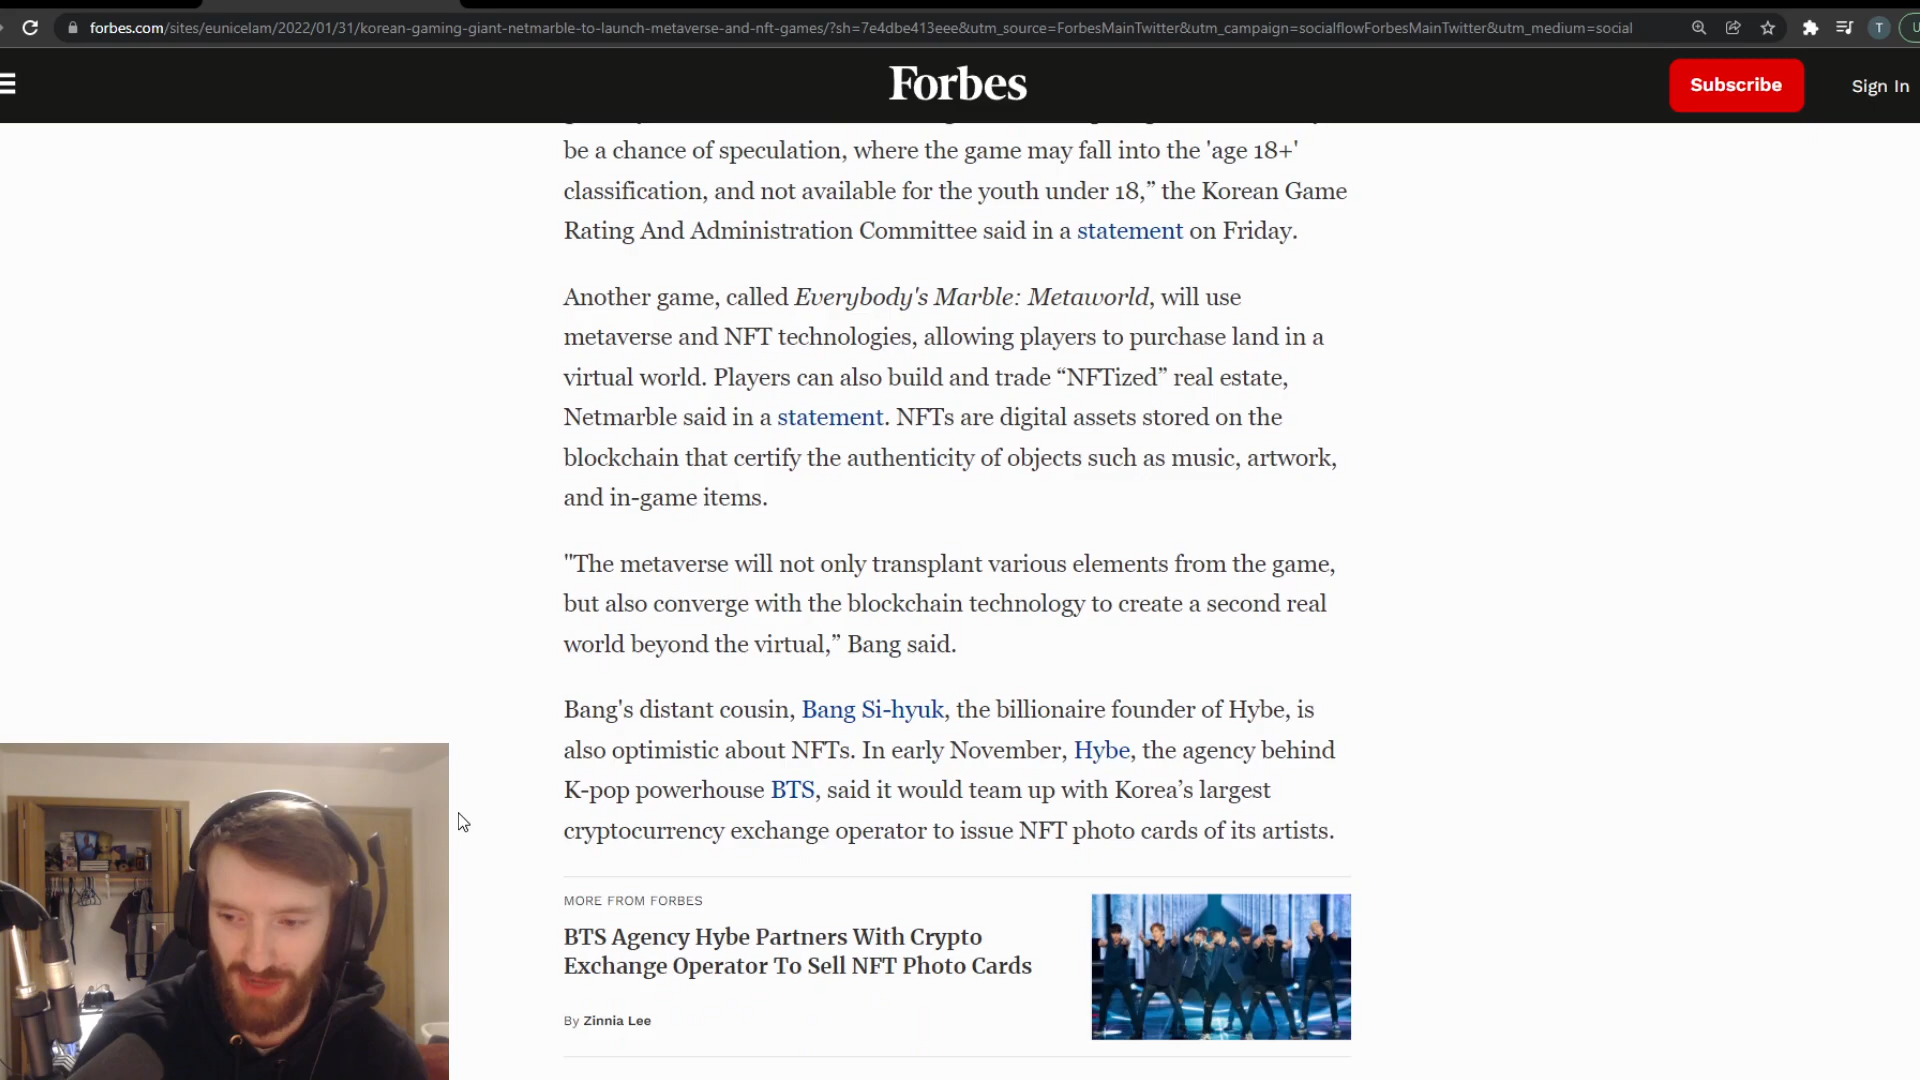 forbes.com/sites/eunicelam/2022/01/31/korean-gaming-giant-netmarble-to-launch-metaverse-and-nft-games/?sh=7e4dbe413eee&utm_source=ForbesMainTwitter&utm_campaign=socialflowForbesMainTwitter&utm_medium=social
T
U
Forbes
Subscribe
Sign In
be a chance of speculation, where the game may fall into the 'age 18+'
classification, and not available for the youth under 18,” the Korean Game
Rating And Administration Committee said in a statement on Friday.
Another game, called Everybody's Marble: Metaworld, will use
metaverse and NFT technologies, allowing players to purchase land in a
virtual world. Players can also build and trade “NFTized” real estate,
Netmarble said in a statement. NFTs are digital assets stored on the
blockchain that certify the authenticity of objects such as music, artwork,
and in-game items.
"The metaverse will not only transplant various elements from the game,
but also converge with the blockchain technology to create a second real
world beyond the virtual,” Bang said.
Bang's distant cousin, Bang Si-hyuk, the billionaire founder of Hybe, is
also optimistic about NFTs. In early November, Hybe, the agency behind
K-pop powerhouse BTS, said it would team up with Korea’s largest
cryptocurrency exchange operator to issue NFT photo cards of its artists.
MORE FROM FORBES
BTS Agency Hybe Partners With Crypto
Exchange Operator To Sell NFT Photo Cards
By Zinnia Lee